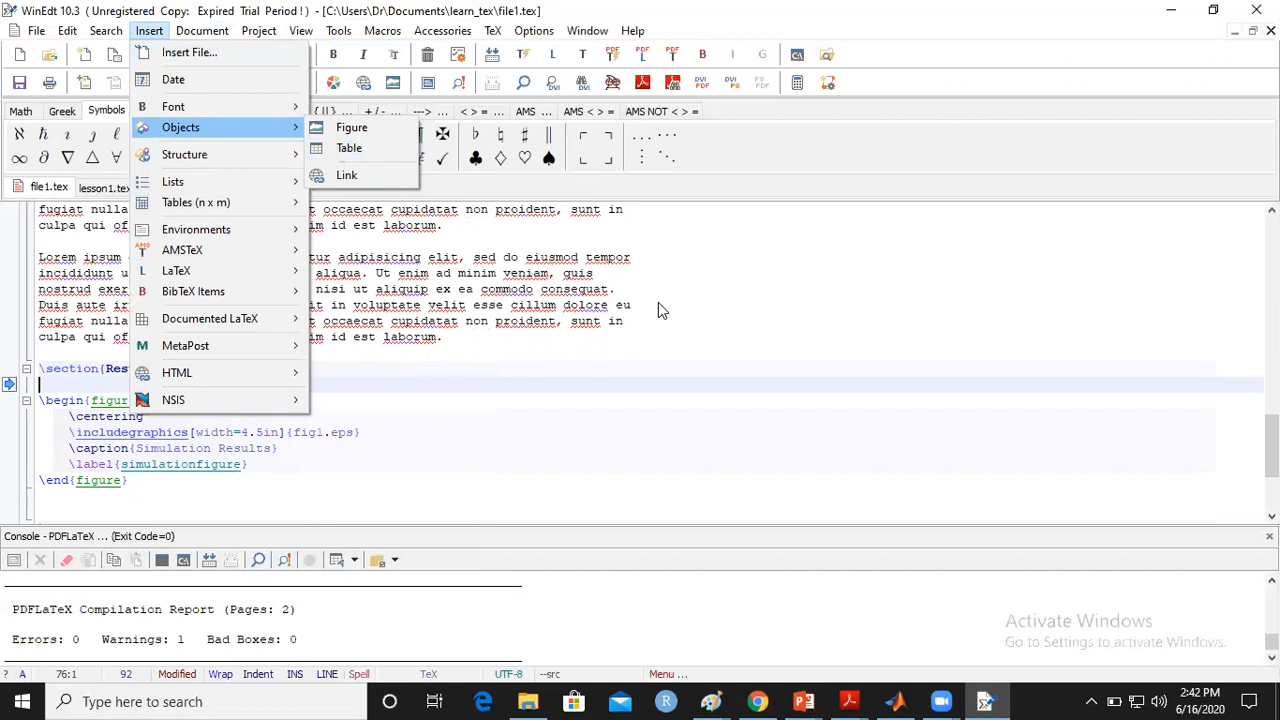 WinEdt 10.3 (Unregistered Copy: Expired Trial Period!) - [C:\Users\Dr\Documents\learn_tex\file1.tex]
File Edit Search Insert Document Project View Tools Macros Accessories TeX Options Window Help
Insert File...
Date
Math Greek Symbols {||} ... + / - ... ---> ... < > = ... AMS ... AMS < > = ... AMS NOT < > = ...
Font
Objects
Figure
Table
Structure
Link
Lists
file1.tex lesson1.tex
Tables (n x m)
fugiat nulla occaecat cupidatat non proident, sunt in
culpa qui of im id est laborum.
Environments
AMSTeX
Lorem ipsum tur adipisicing elit, sed do eiusmod tempor
LaTeX
incididunt u aliqua. Ut enim ad minim veniam, quis
BibTeX Items
nostrud exer nisi ut aliquip ex ea commodo consequat.
Duis aute ir it in voluptate velit esse cillum dolore eu
Documented LaTeX
fugiat nulla occaecat cupidatat non proident, sunt in
culpa qui of im id est laborum.
MetaPost
\section{Res
HTML
NSIS
\begin{figur
\centering
\includegraphics[width=4.5in]{fig1.eps}
\caption{Simulation Results}
\label{simulationfigure}
\end{figure}
Console - PDFLaTeX ... (Exit Code=0)
PDFLaTeX Compilation Report (Pages: 2)
Errors: 0 Warnings: 1 Bad Boxes: 0
Activate Windows
Go to Settings to activate Windows.
? A 76:1 92 Modified Wrap Indent INS LINE Spell TeX UTF-8 --src Menu ...
Type here to search
2:42 PM
6/16/2020